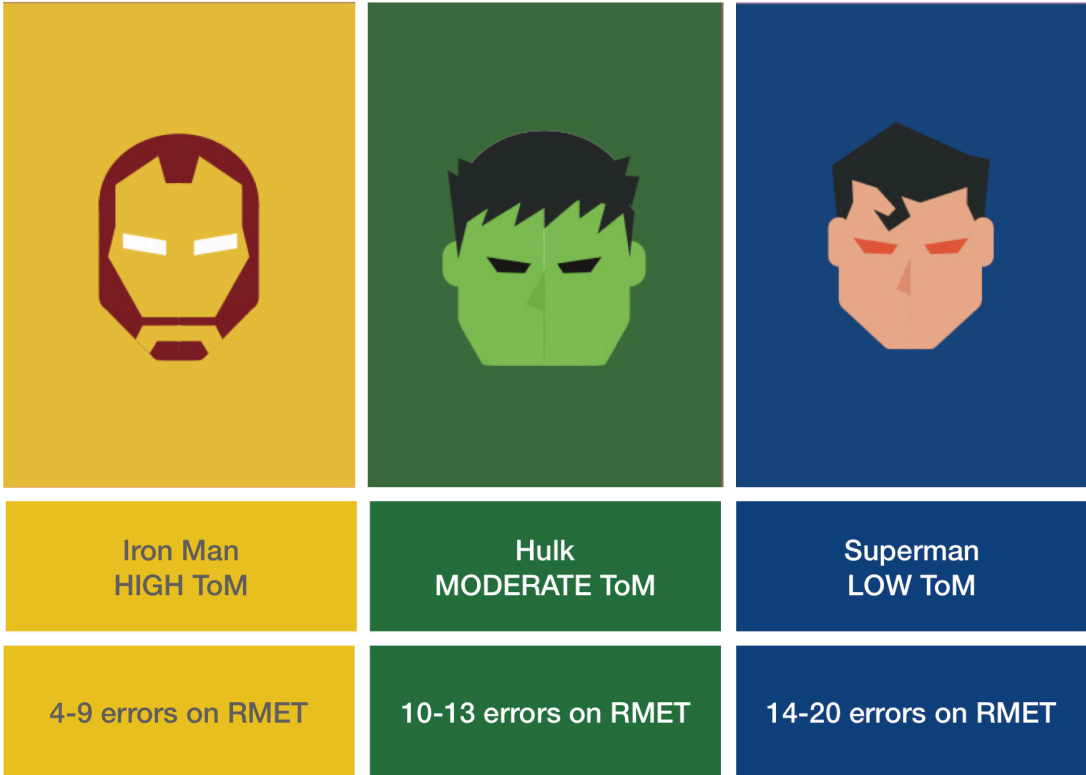 Iron Man
HIGH ToM
Hulk
MODERATE ToM
Superman
LOW ToM
4-9 errors on RMET
10-13 errors on RMET
14-20 errors on RMET